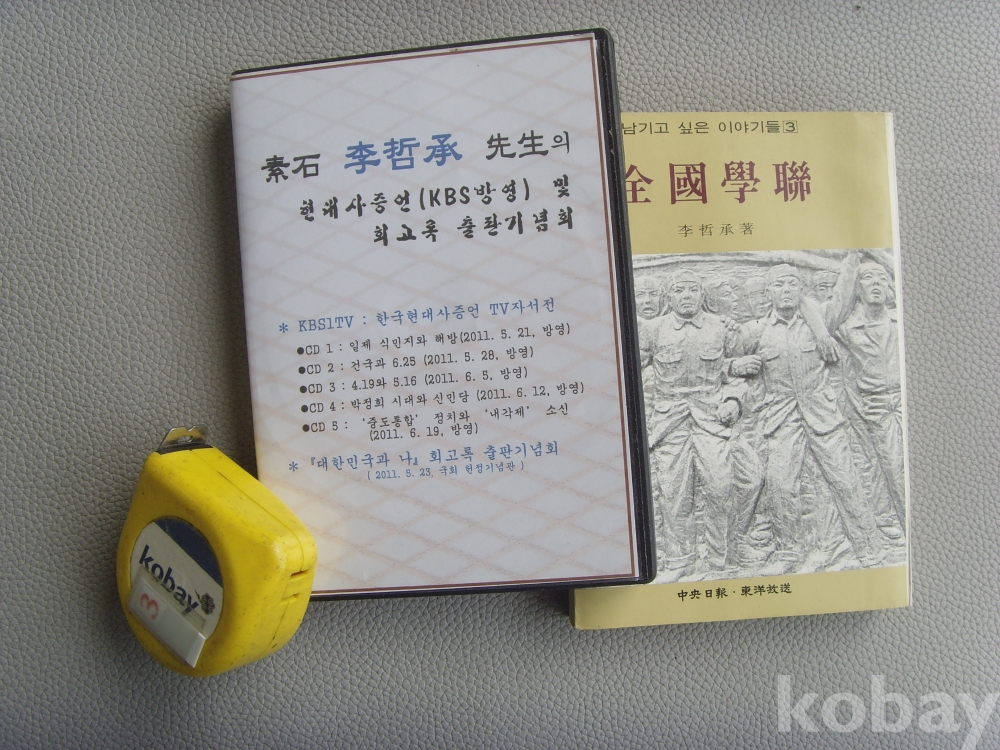 素石 李哲承 先生의
현대사증언(KBS방영) 및
회고록 출판기념회
* KBS1TV : 한국현대사증언 TV자서전
●CD 1 : 일제 식민지와 해방(2011. 5. 21, 방영)
●CD 2 : 건국과 6.25 (2011. 5. 28, 방영)
●CD 3 : 4.19와 5.16 (2011. 6. 5, 방영)
●CD 4 : 박정희 시대와 신민당 (2011. 6. 12, 방영)
●CD 5 : '중도통합' 정치와 '내각제' 소신
(2011. 6. 19, 방영)
* 『대한민국과 나』 회고록 출판기념회
( 2011. 5. 23, 국회 헌정기념관 )
남기고 싶은 이야기들 3
全國學聯
李哲承著
中央日報·東洋放送
kobay
3
kobay